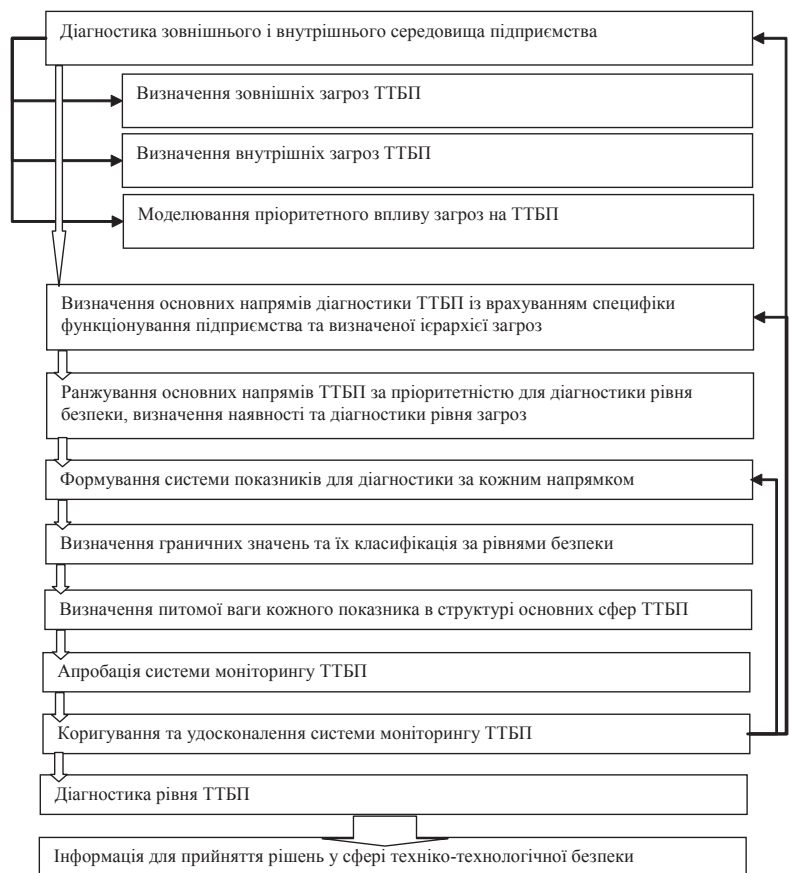 Діагностика зовнішнього і внутрішнього середовища підприємства
Визначення зовнішніх загроз ТТБП
Визначення внутрішніх загроз ТТБП
Моделювання пріоритетного впливу загроз на ТТБП
Визначення основних напрямів діагностики ТТБП із врахуванням специфіки
функціонування підприємства та визначеної ієрархієї загроз
Ранжування основних напрямів ТТБП за пріоритетністю для діагностики рівня
безпеки, визначення наявності та діагностики рівня загроз
Формування системи показників для діагностики за кожним напрямком
Визначення граничних значень та їх класифікація за рівнями безпеки
Визначення питомої ваги кожного показника в структурі основних сфер ТТБП
Апробація системи моніторингу ТТБП
Коригування та удосконалення системи моніторингу ТТБП
Діагностика рівня ТТБП
Інформація для прийняття рішень у сфері техніко-технологічної безпеки